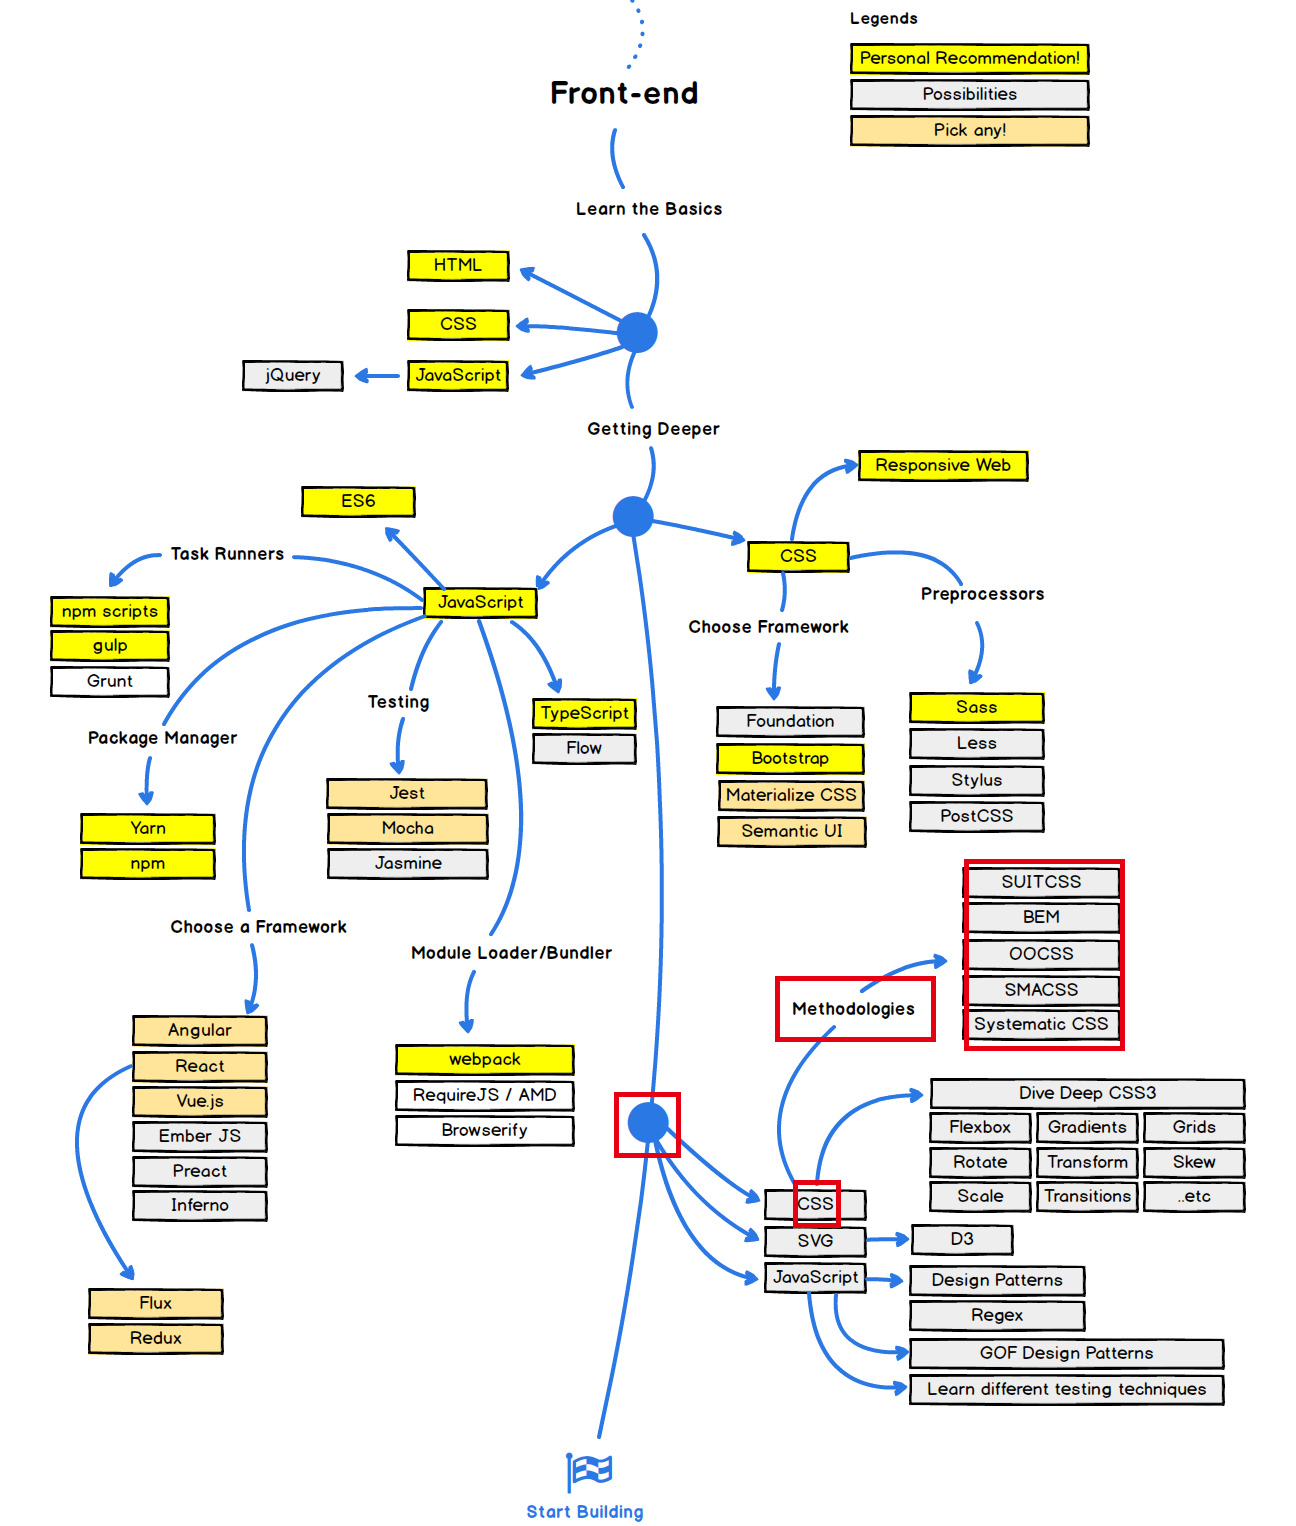 Legends
Personal Recommendation!
Possibilities
Pick any!
Front-end
Learn the Basics
HTML
CSS
jQuery
JavaScript
Getting Deeper
Responsive Web
ES6
Task Runners
CSS
npm scripts
gulp
Grunt
JavaScript
Preprocessors
Choose Framework
Testing
TypeScript
Flow
Package Manager
Foundation
Bootstrap
Materialize CSS
Semantic UI
Sass
Less
Stylus
PostCSS
Yarn
npm
Jest
Mocha
Jasmine
Choose a Framework
Module Loader/Bundler
SUITCSS
BEM
OOCSS
SMACSS
Systematic CSS
Methodologies
Angular
React
Vue.js
Ember JS
Preact
Inferno
webpack
RequireJS / AMD
Browserify
Dive Deep CSS3
Flexbox Gradients Grids
Rotate Transform Skew
Scale Transitions ..etc
CSS
SVG
D3
JavaScript
Design Patterns
Regex
GOF Design Patterns
Learn different testing techniques
Flux
Redux
Start Building